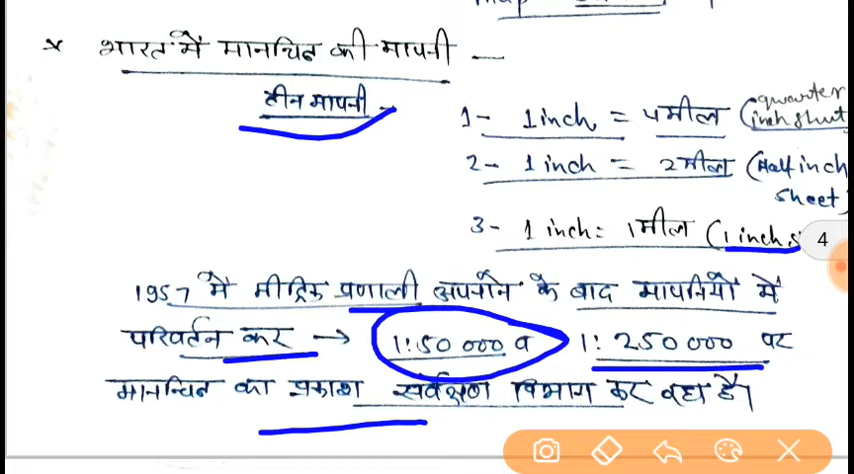 * भारत में मानचित्र की मापनी —
तीन मापनी -
1- 1 inch = 4 मील (quarter inch sheet
2- 1 inch = 2 मील (Half inch sheet)
3- 1 inch = 1 मील (1 inch s
4
1957 में मीट्रिक प्रणाली अपनाने के बाद मापनियों में
परिवर्तन कर → 1:50 000 व 1: 250 000 पर
मानचित्र का प्रकाश सर्वेक्षण विभाग कर रहा है।